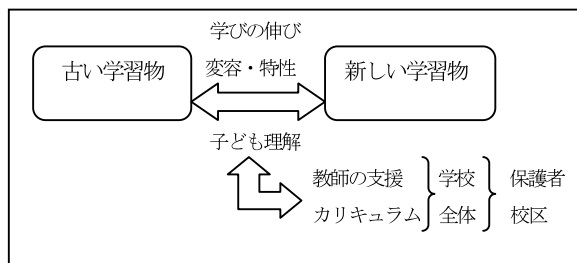 学びの伸び
古い学習物
変容・特性
新しい学習物
子ども理解
教師の支援
学校
保護者
カリキュラム
全体
校区